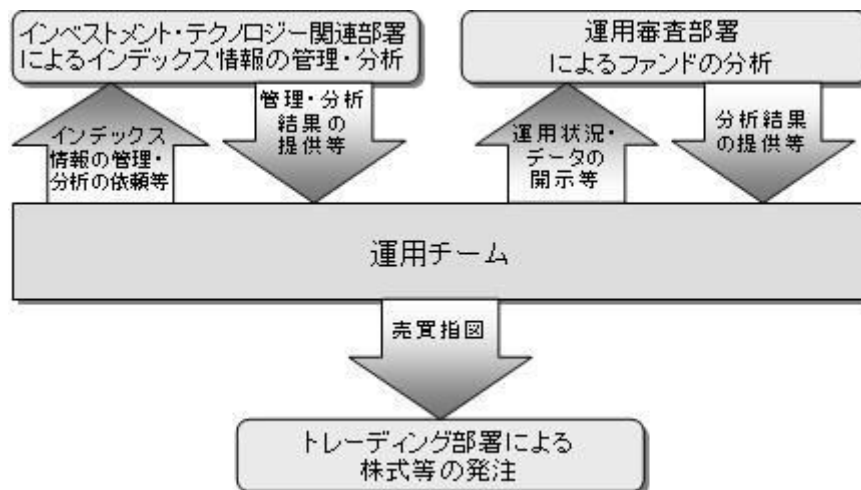 インベストメント・テクノロジー関連部署
によるインデックス情報の管理・分析
運用審査部署
によるファンドの分析
インデックス
情報の管理・
分析の依頼等
管理・分析
結果の
提供等
運用状況・
データの
開示等
分析結果
の提供等
運用チーム
売買指図
トレーディング部署による
株式等の発注